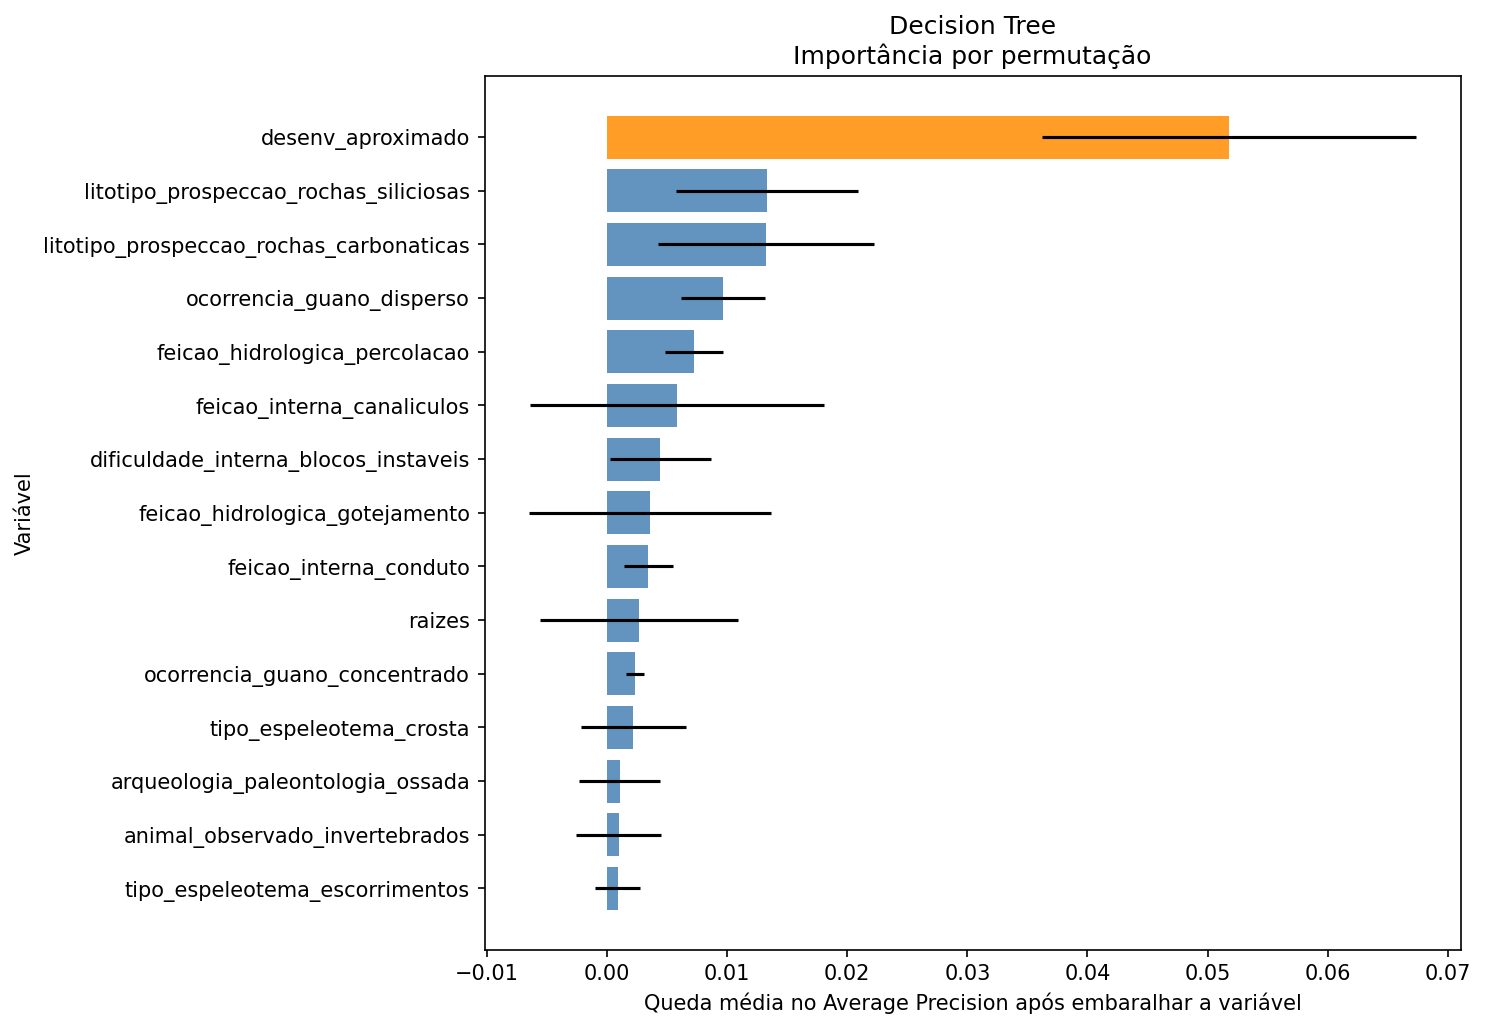 Decision Tree
Importância por permutação
desenv_aproximado
litotipo_prospeccao_rochas_siliciosas
litotipo_prospeccao_rochas_carbonaticas
ocorrencia_guano_disperso
feicao_hidrologica_percolacao
feicao_interna_canaliculos
dificuldade_interna_blocos_instaveis
feicao_hidrologica_gotejamento
feicao_interna_conduto
raizes
ocorrencia_guano_concentrado
tipo_espeleotema_crosta
arqueologia_paleontologia_ossada
animal_observado_invertebrados
tipo_espeleotema_escorrimentos
Variável
−0.01 0.00 0.01 0.02 0.03 0.04 0.05 0.06 0.07
Queda média no Average Precision após embaralhar a variável